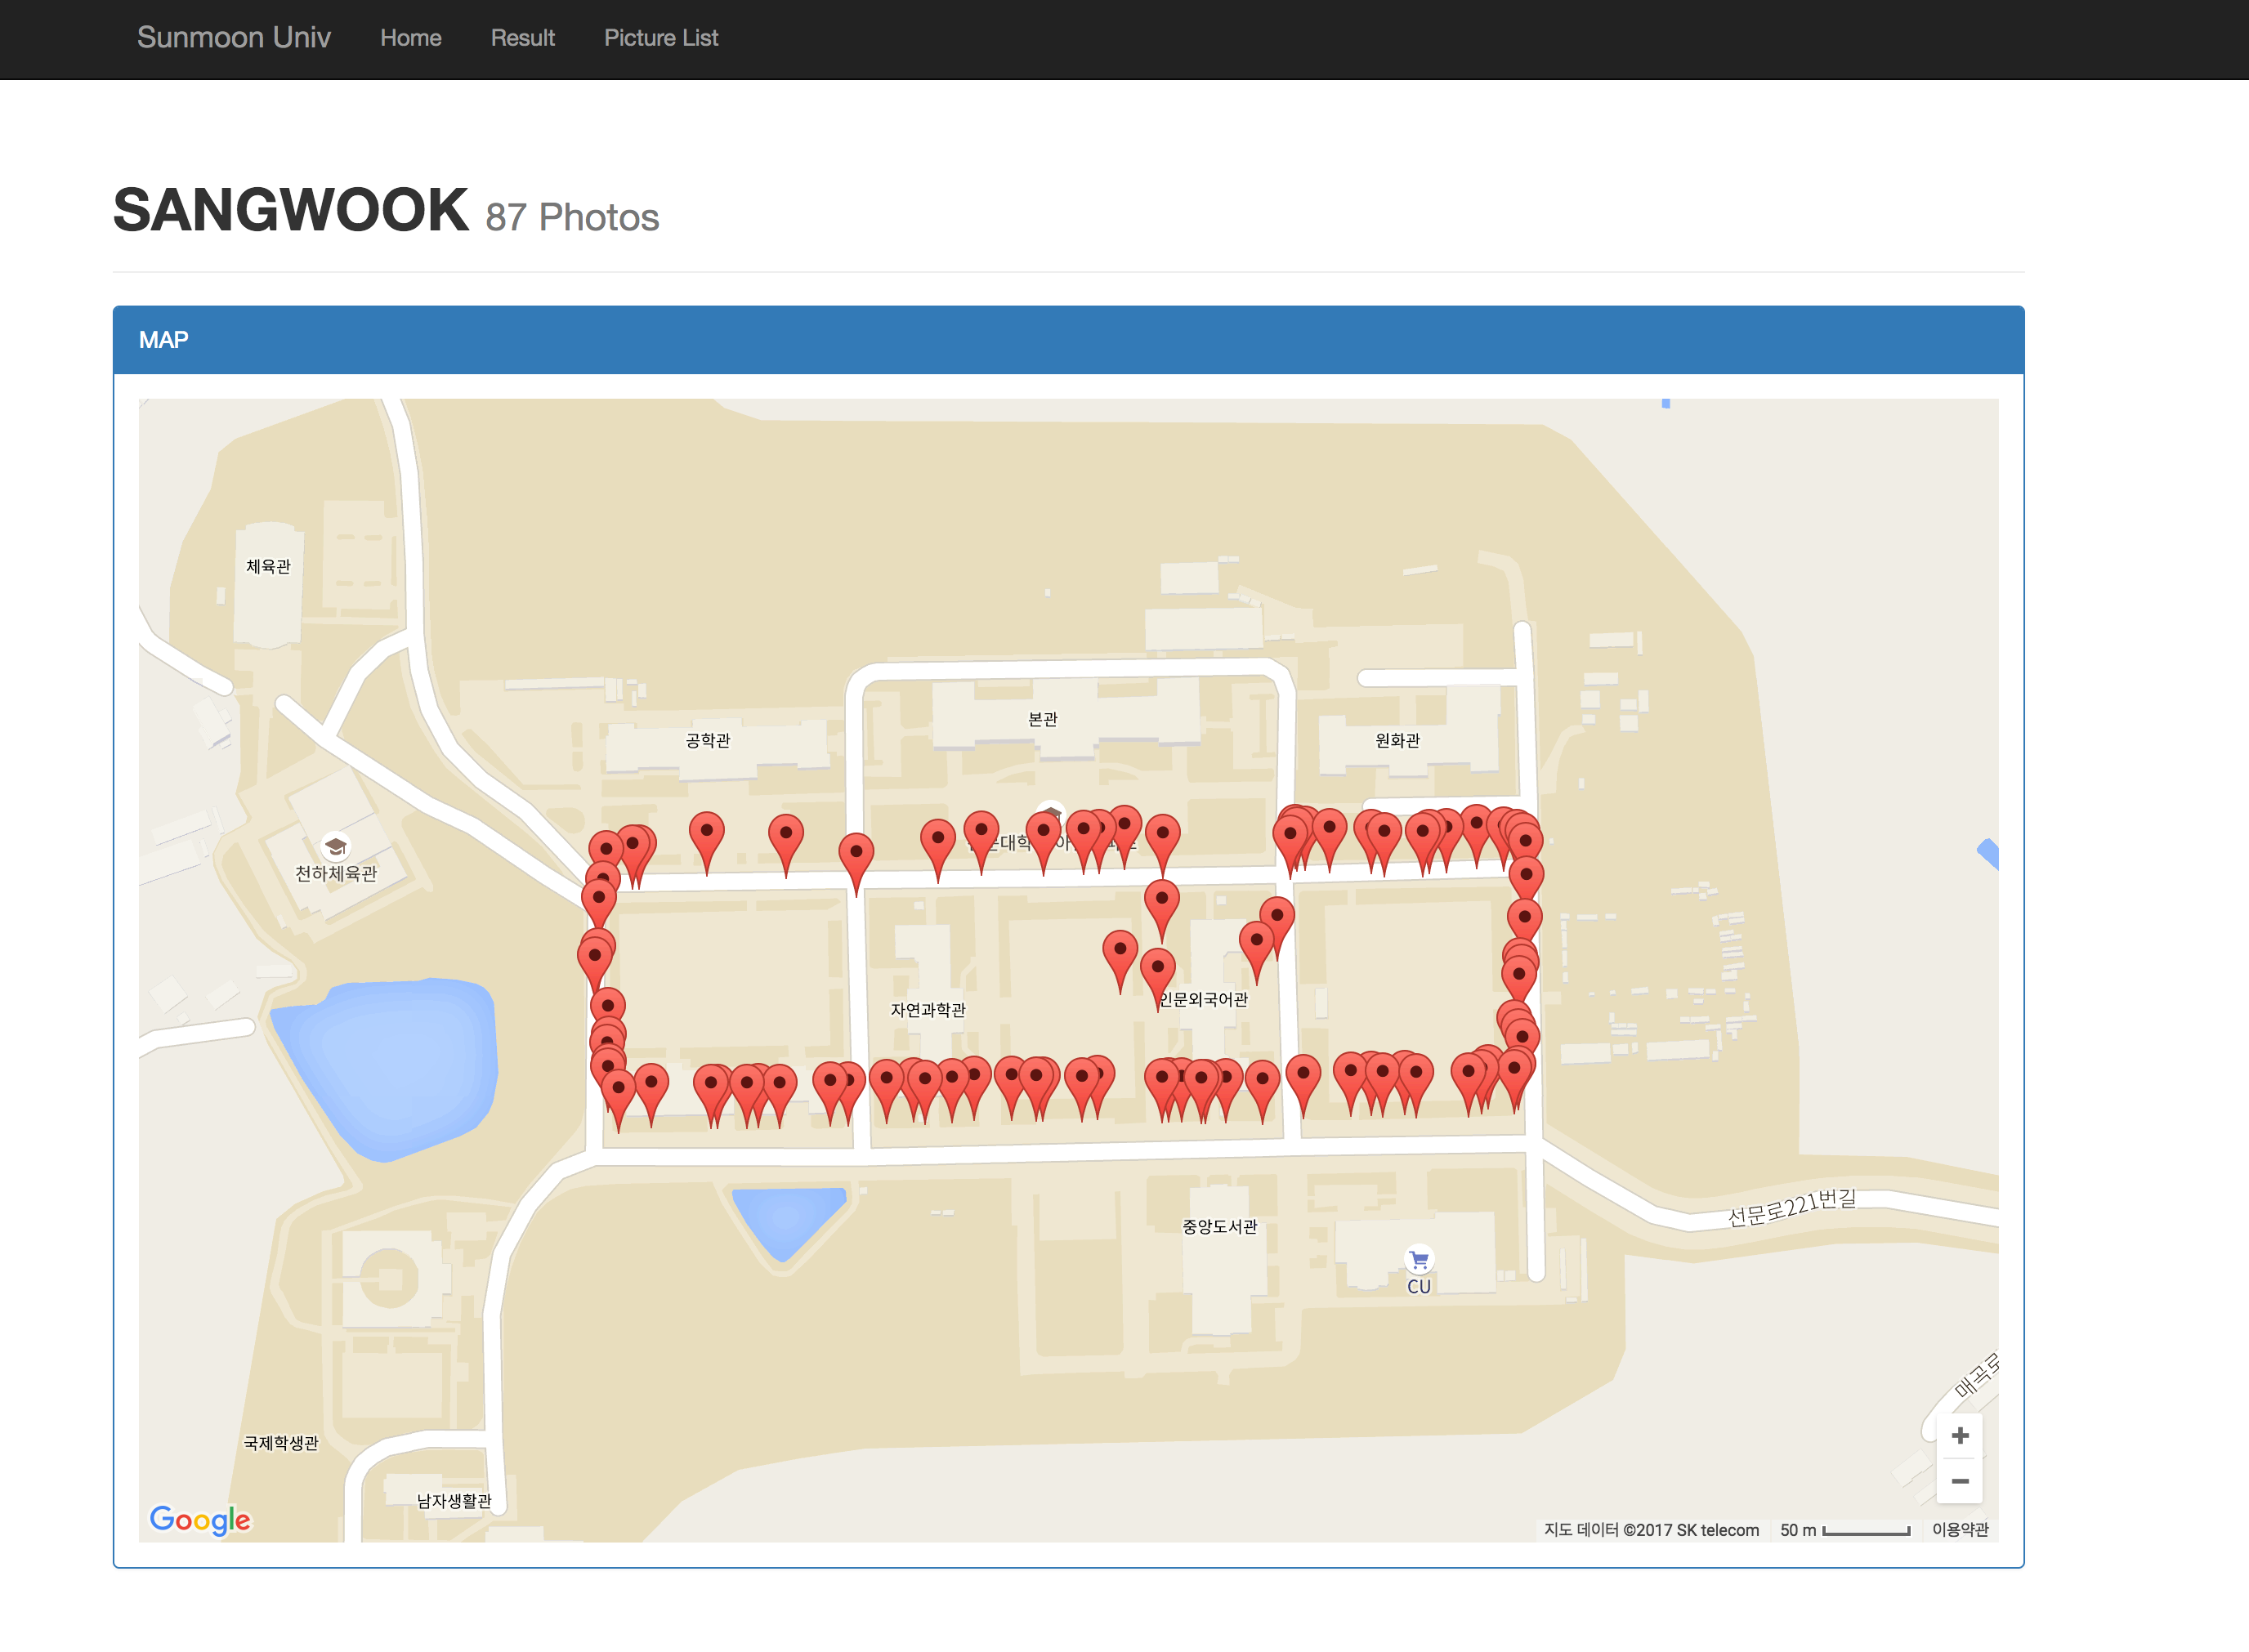 Sunmoon Univ Home Result Picture List
SANGWOOK 87 Photos
MAP
체육관
본관
공학관
원화관
천하체육관
인문외국어관
자연과학관
선문로221번길
중앙도서관
CU
매곡로
국제학생관
남자생활관
Google
지도 데이터 ©2017 SK telecom 50 m 이용약관